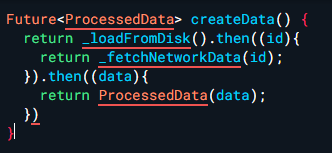 Future<ProcessedData> createData() {
  return _loadFromDisk().then((id){
    return _fetchNetworkData(id);
  }).then((data){
    return ProcessedData(data);
  })
}